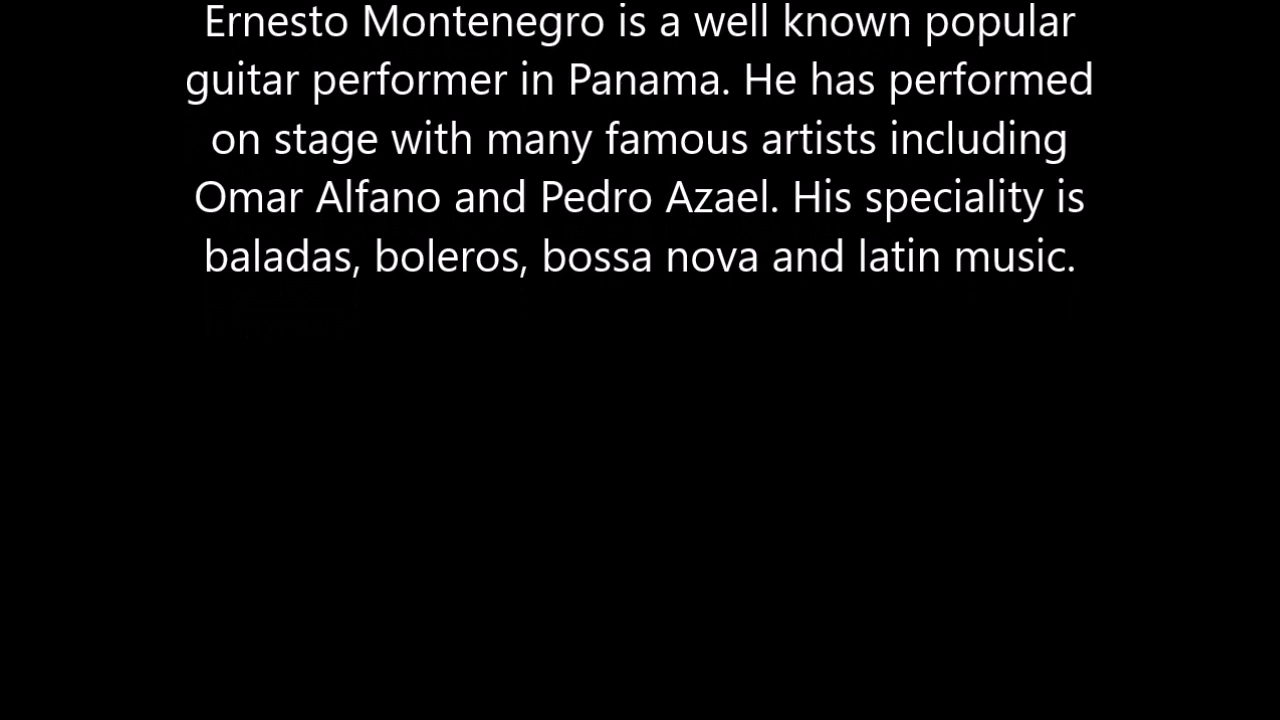 Ernesto Montenegro is a well known popular
guitar performer in Panama. He has performed
on stage with many famous artists including
Omar Alfano and Pedro Azael. His speciality is
baladas, boleros, bossa nova and latin music.